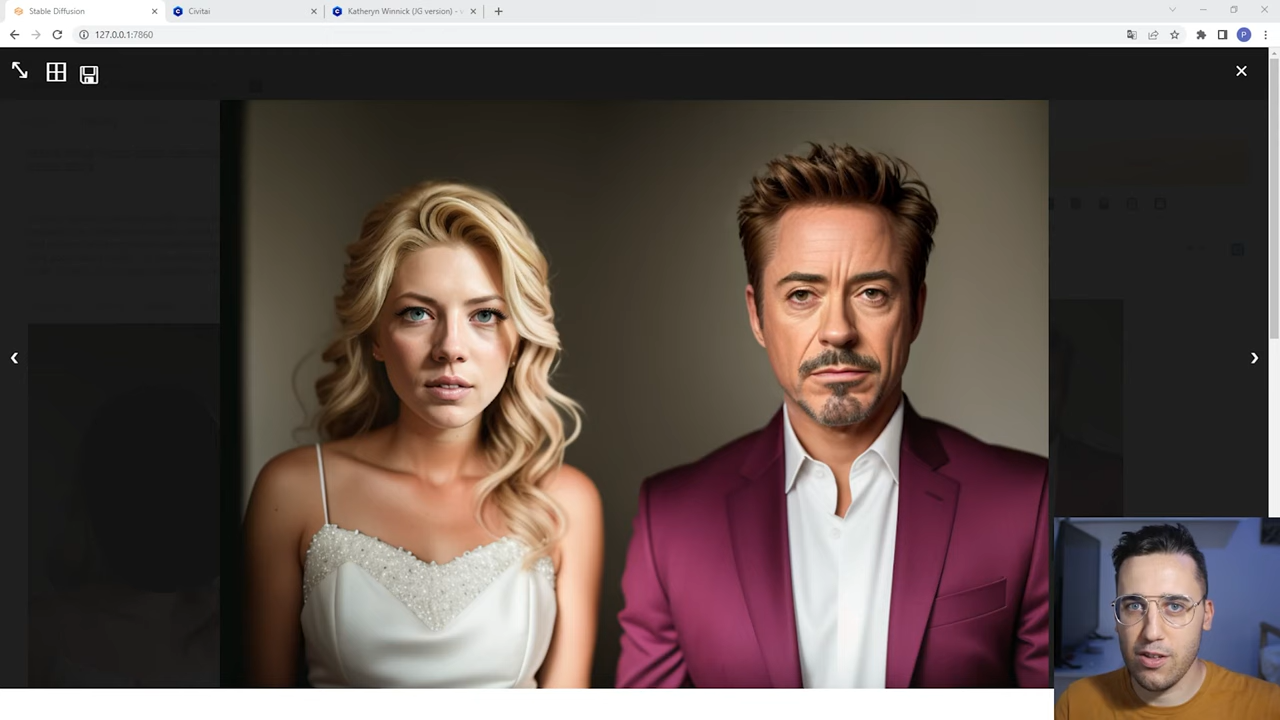 Stable Diffusion
Civitai
Katheryn Winnick (JG version) - v
127.0.0.1:7860
P